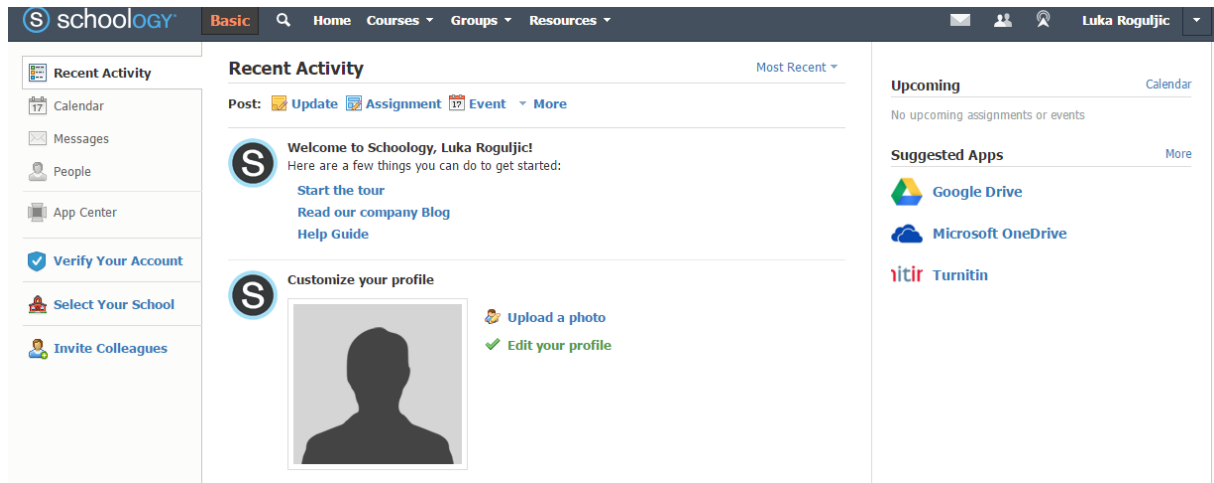 S schoology Basic Home Courses Groups Resources Luka Roguljic
Recent Activity
17 Calendar
Messages
People
App Center
Verify Your Account
Select Your School
Invite Colleagues
Recent Activity Most Recent
Post: Update Assignment 17 Event More
S
Welcome to Schoology, Luka Roguljic!
Here are a few things you can do to get started:
Start the tour
Read our company Blog
Help Guide
S
Customize your profile
Upload a photo
Edit your profile
Upcoming Calendar
No upcoming assignments or events
Suggested Apps More
Google Drive
Microsoft OneDrive
nitin Turnitin